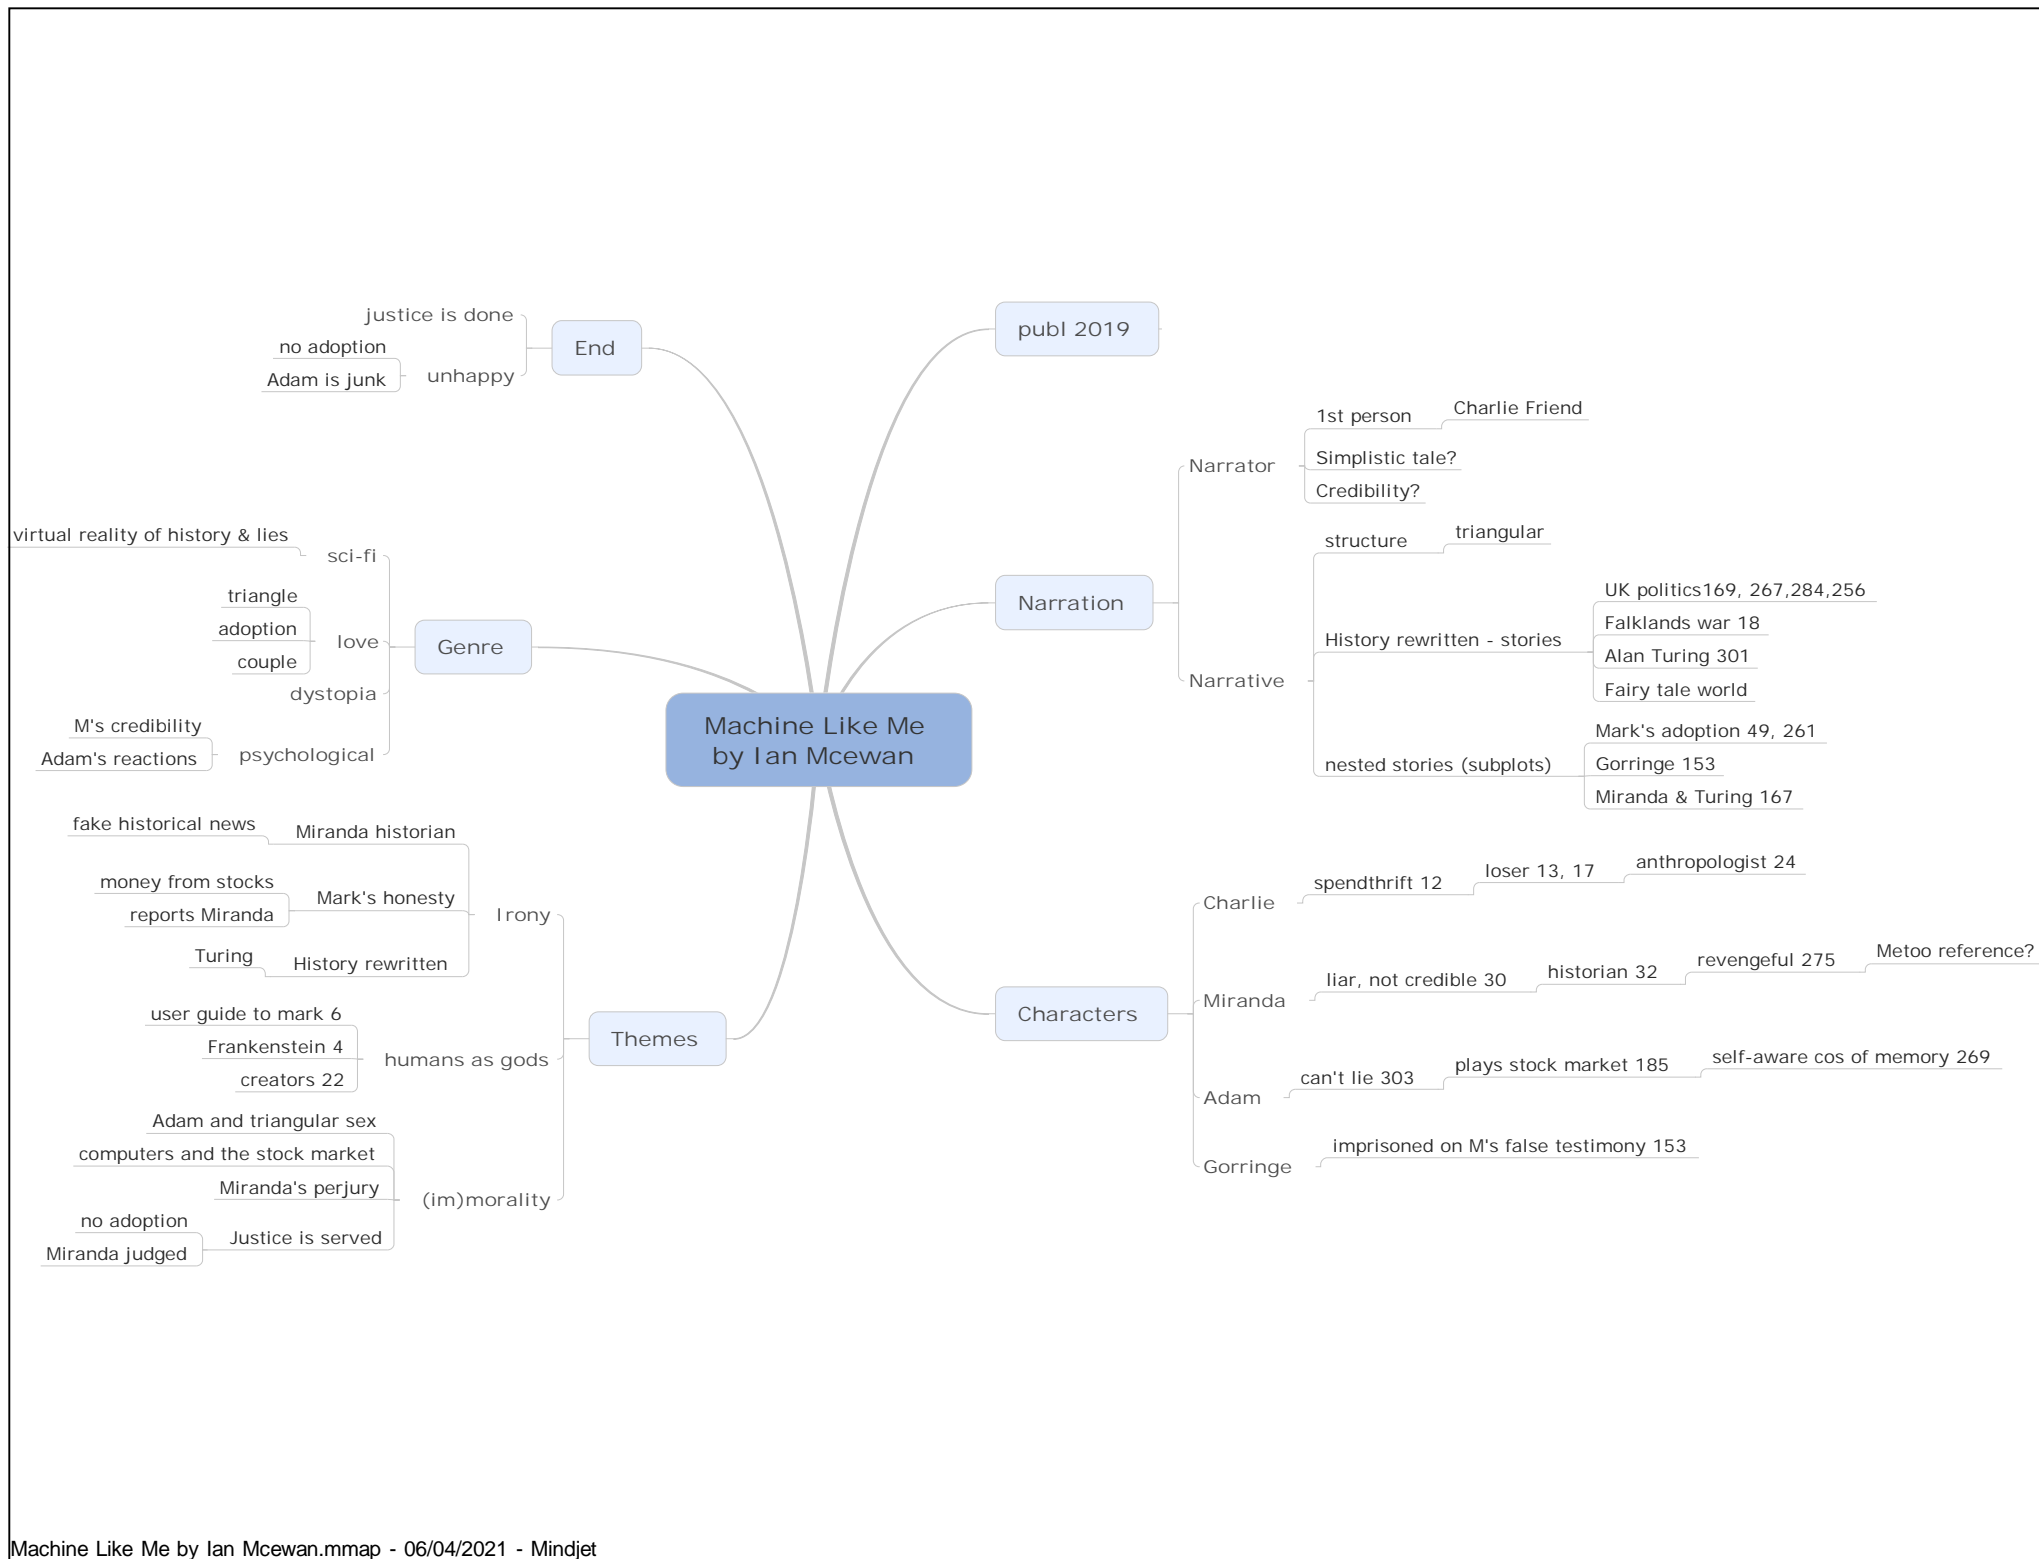 Machine Like Me
by Ian Mcewan
publ 2019
Narration
Narrator
1st person
Charlie Friend
Simplistic tale?
Credibility?
Narrative
structure
triangular
History rewritten - stories
UK politics169, 267,284,256
Falklands war 18
Alan Turing 301
Fairy tale world
nested stories (subplots)
Mark's adoption 49, 261
Gorringe 153
Miranda & Turing 167
Characters
Charlie
spendthrift 12
loser 13, 17
anthropologist 24
Miranda
liar, not credible 30
historian 32
revengeful 275
Metoo reference?
Adam
can't lie 303
plays stock market 185
self-aware cos of memory 269
Gorringe
imprisoned on M's false testimony 153
End
justice is done
unhappy
no adoption
Adam is junk
Genre
sci-fi
virtual reality of history & lies
love
triangle
adoption
couple
dystopia
psychological
M's credibility
Adam's reactions
Themes
Irony
Miranda historian
fake historical news
Mark's honesty
money from stocks
reports Miranda
History rewritten
Turing
humans as gods
user guide to mark 6
Frankenstein 4
creators 22
(im)morality
Adam and triangular sex
computers and the stock market
Miranda's perjury
Justice is served
no adoption
Miranda judged
Machine Like Me by Ian Mcewan.mmap - 06/04/2021 - Mindjet